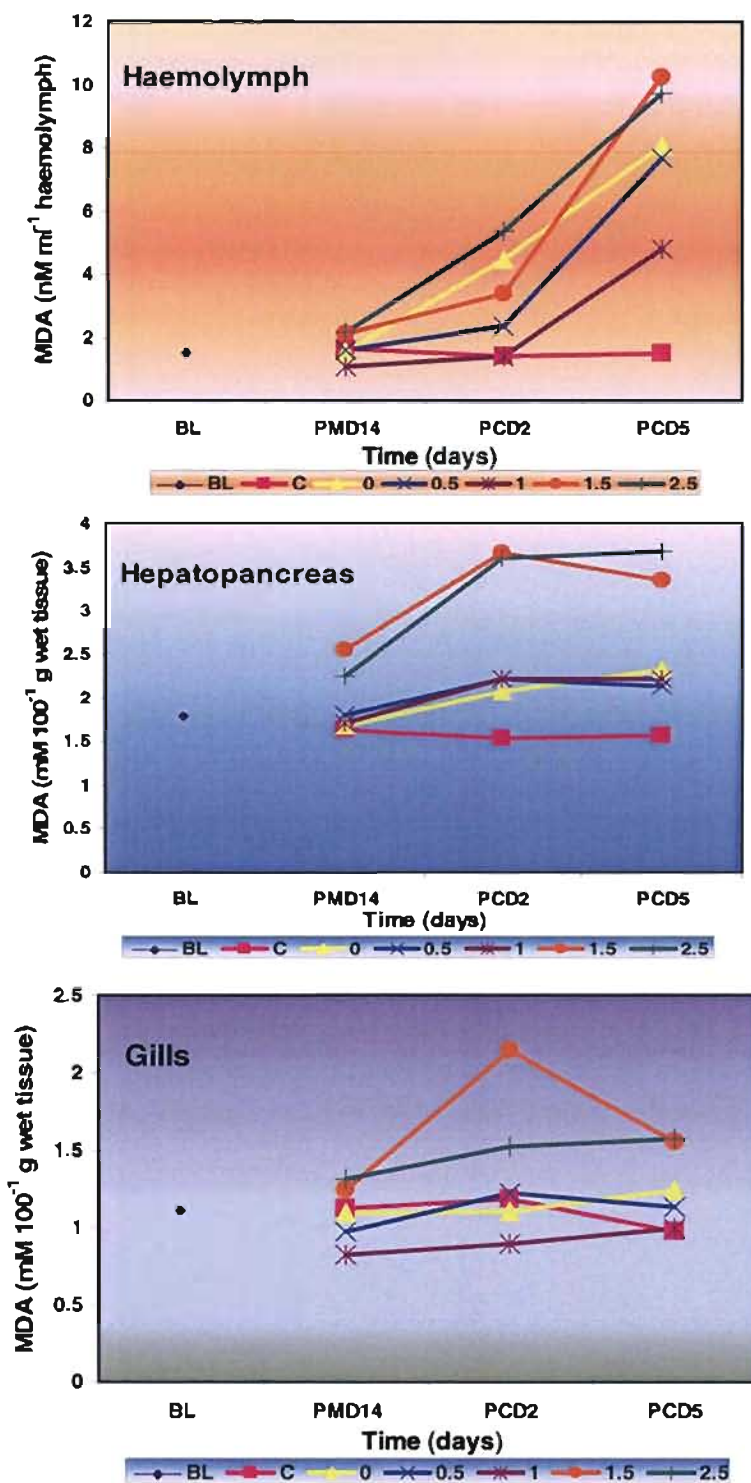 Haemolymph
MDA (nM ml⁻¹ haemolymph)
12
10
8
6
4
2
0
BL PMD14 PCD2 PCD5
Time (days)
BL C 0 0.5 1 1.5 2.5
Hepatopancreas
MDA (mM 100⁻¹ g wet tissue)
4
3.5
3
2.5
2
1.5
1
0.5
0
BL PMD14 PCD2 PCD5
Time (days)
BL C 0 0.5 1 1.5 2.5
Gills
MDA (mM 100⁻¹ g wet tissue)
2.5
2
1.5
1
0.5
0
BL PMD14 PCD2 PCD5
Time (days)
BL C 0 0.5 1 1.5 2.5